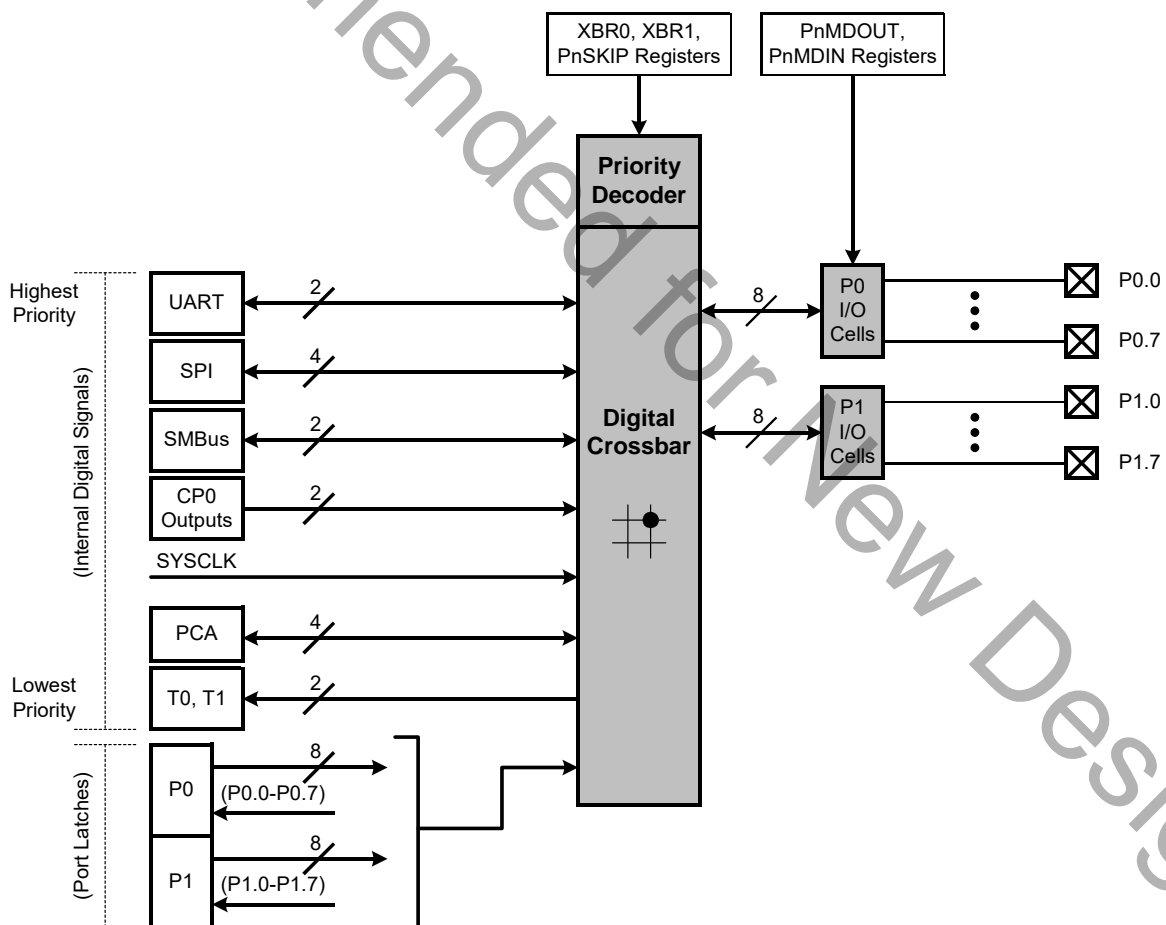 XBR0, XBR1,
PnSKIP Registers
PnMDOUT,
PnMDIN Registers
Priority
Decoder
Highest
Priority
(Internal Digital Signals)
UART
2
SPI
4
SMBus
2
CP0
Outputs
2
SYSCLK
PCA
4
Lowest
Priority
T0, T1
2
Digital
Crossbar
8
P0
I/O
Cells
P0.0
P0.7
8
P1
I/O
Cells
P1.0
P1.7
(Port Latches)
P0
8
(P0.0-P0.7)
P1
8
(P1.0-P1.7)
for New